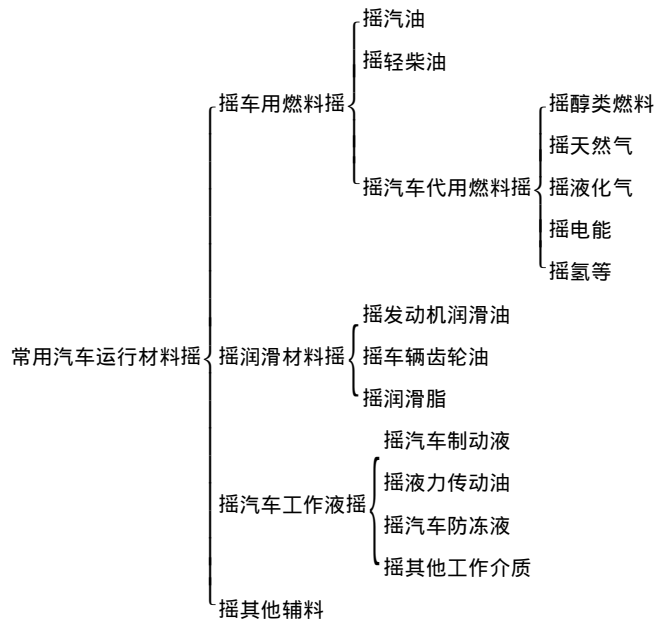 摇汽油
摇轻柴油
摇车用燃料摇
摇醇类燃料
摇天然气
摇汽车代用燃料摇
摇液化气
摇电能
摇氢等
摇发动机润滑油
常用汽车运行材料摇
摇润滑材料摇
摇车辆齿轮油
摇润滑脂
摇汽车制动液
摇液力传动油
摇汽车工作液摇
摇汽车防冻液
摇其他工作介质
摇其他辅料